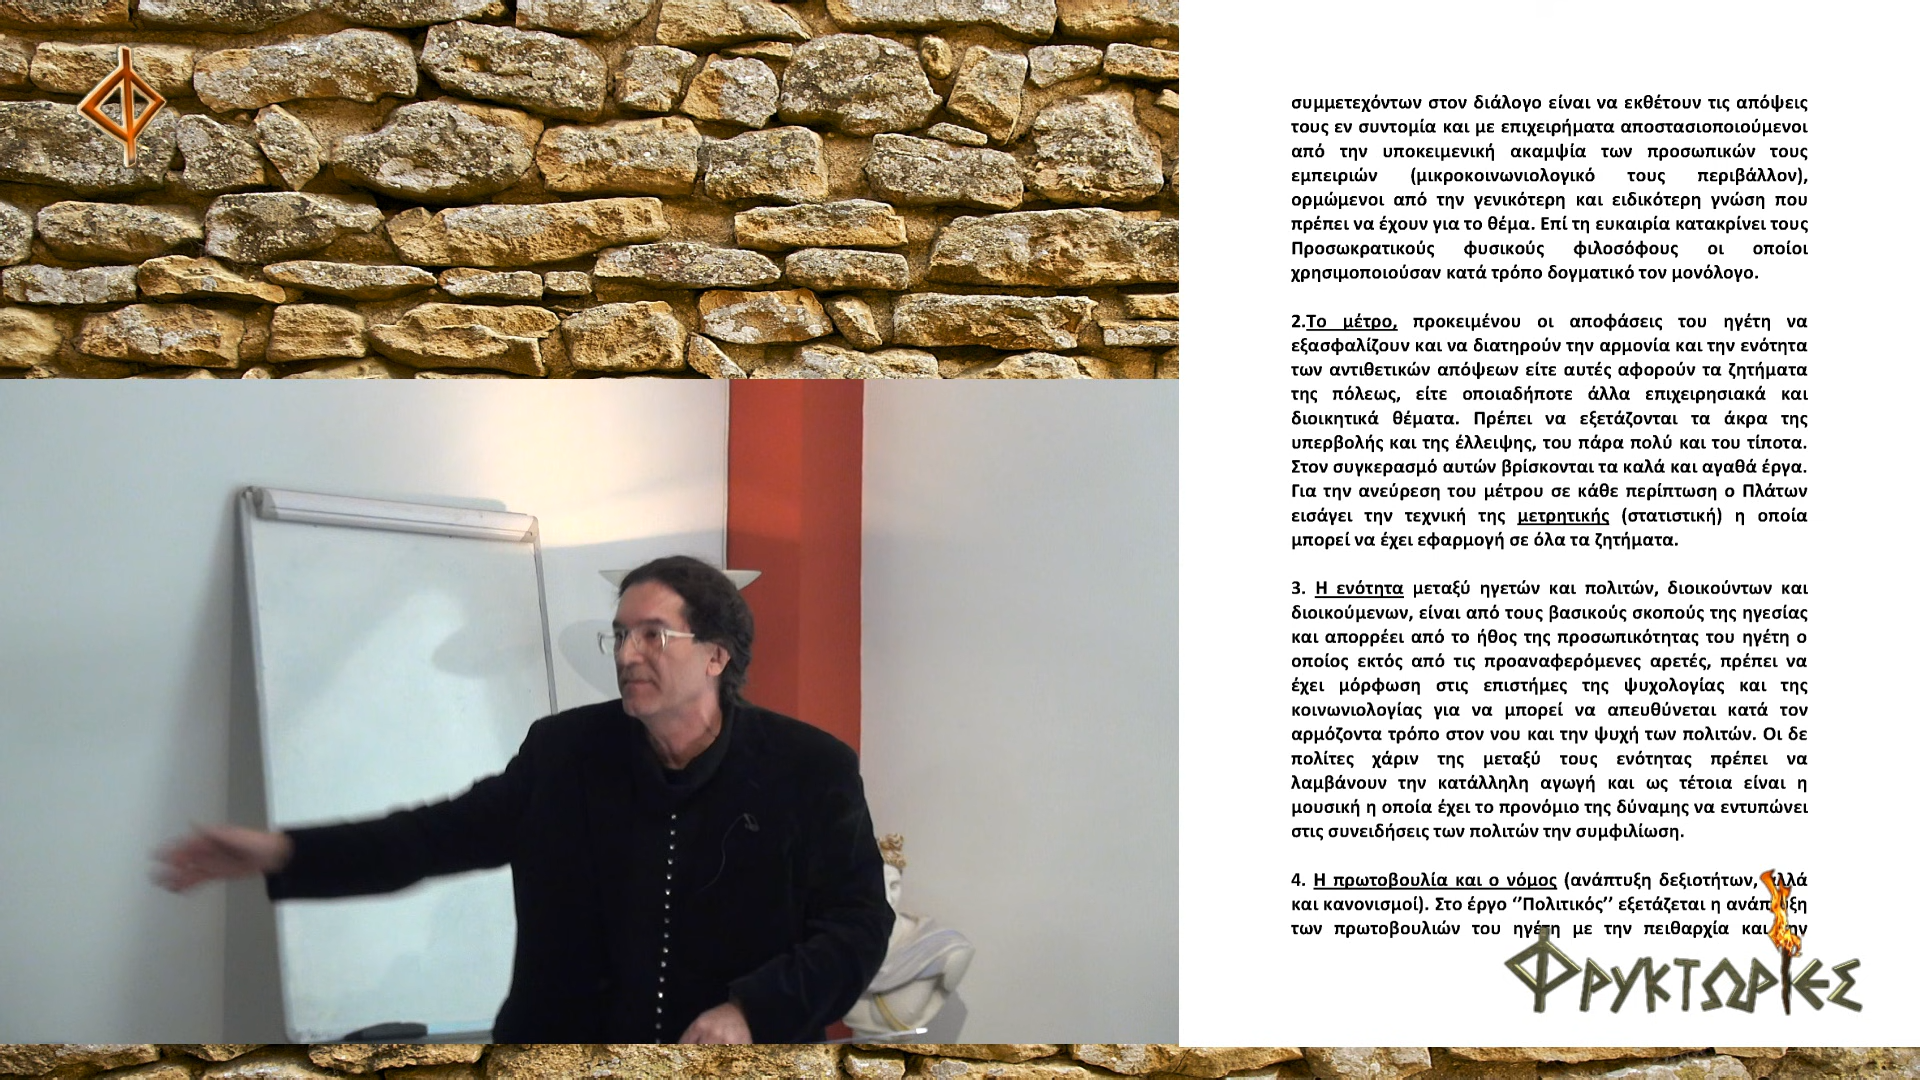 συμμετεχόντων στον διάλογο είναι να εκθέτουν τις απόψεις
τους εν συντομία και με επιχειρήματα αποστασιοποιούμενοι
από την υποκειμενική ακαμψία των προσωπικών τους
εμπειριών (μικροκοινωνιολογικό τους περιβάλλον),
ορμώμενοι από την γενικότερη και ειδικότερη γνώση που
πρέπει να έχουν για το θέμα. Επί τη ευκαιρία κατακρίνει τους
Προσωκρατικούς φυσικούς φιλοσόφους οι οποίοι
χρησιμοποιούσαν κατά τρόπο δογματικό τον μονόλογο.
2.Το μέτρο, προκειμένου οι αποφάσεις του ηγέτη να
εξασφαλίζουν και να διατηρούν την αρμονία και την ενότητα
των αντιθετικών απόψεων είτε αυτές αφορούν τα ζητήματα
της πόλεως, είτε οποιαδήποτε άλλα επιχειρησιακά και
διοικητικά θέματα. Πρέπει να εξετάζονται τα άκρα της
υπερβολής και της έλλειψης, του πάρα πολύ και του τίποτα.
Στον συγκερασμό αυτών βρίσκονται τα καλά και αγαθά έργα.
Για την ανεύρεση του μέτρου σε κάθε περίπτωση ο Πλάτων
εισάγει την τεχνική της μετρητικής (στατιστική) η οποία
μπορεί να έχει εφαρμογή σε όλα τα ζητήματα.
3. Η ενότητα μεταξύ ηγετών και πολιτών, διοικούντων και
διοικούμενων, είναι από τους βασικούς σκοπούς της ηγεσίας
και απορρέει από το ήθος της προσωπικότητας του ηγέτη ο
οποίος εκτός από τις προαναφερόμενες αρετές, πρέπει να
έχει μόρφωση στις επιστήμες της ψυχολογίας και της
κοινωνιολογίας για να μπορεί να απευθύνεται κατά τον
αρμόζοντα τρόπο στον νου και την ψυχή των πολιτών. Οι δε
πολίτες χάριν της μεταξύ τους ενότητας πρέπει να
λαμβάνουν την κατάλληλη αγωγή και ως τέτοια είναι η
μουσική η οποία έχει το προνόμιο της δύναμης να εντυπώνει
στις συνειδήσεις των πολιτών την συμφιλίωση.
4. Η πρωτοβουλία και ο νόμος (ανάπτυξη δεξιοτήτων, αλλά
και κανονισμοί). Στο έργο ‘’Πολιτικός’’ εξετάζεται η ανάπτυξη
των πρωτοβουλιών του ηγέτη με την πειθαρχία και την
ΦΡΥΚΤΩΡΙΕΣ